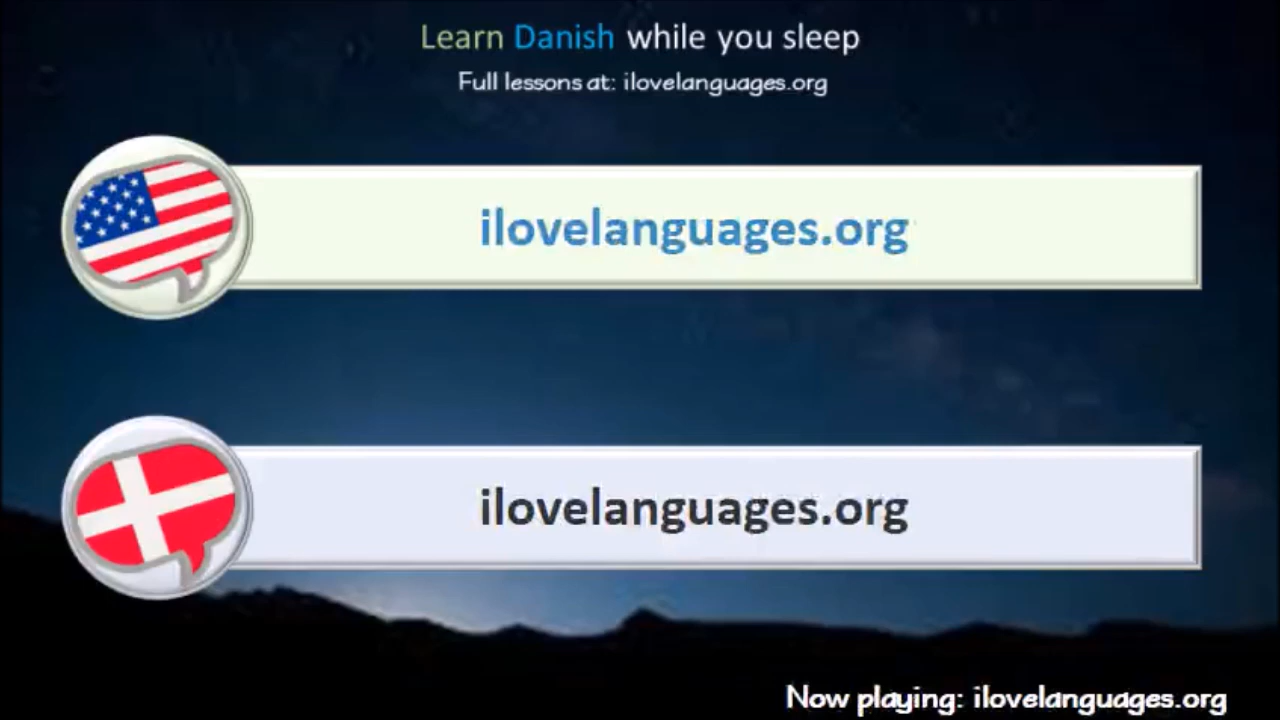 Learn Danish while you sleep
Full lessons at: ilovelanguages.org
ilovelanguages.org
ilovelanguages.org
Now playing: ilovelanguages.org